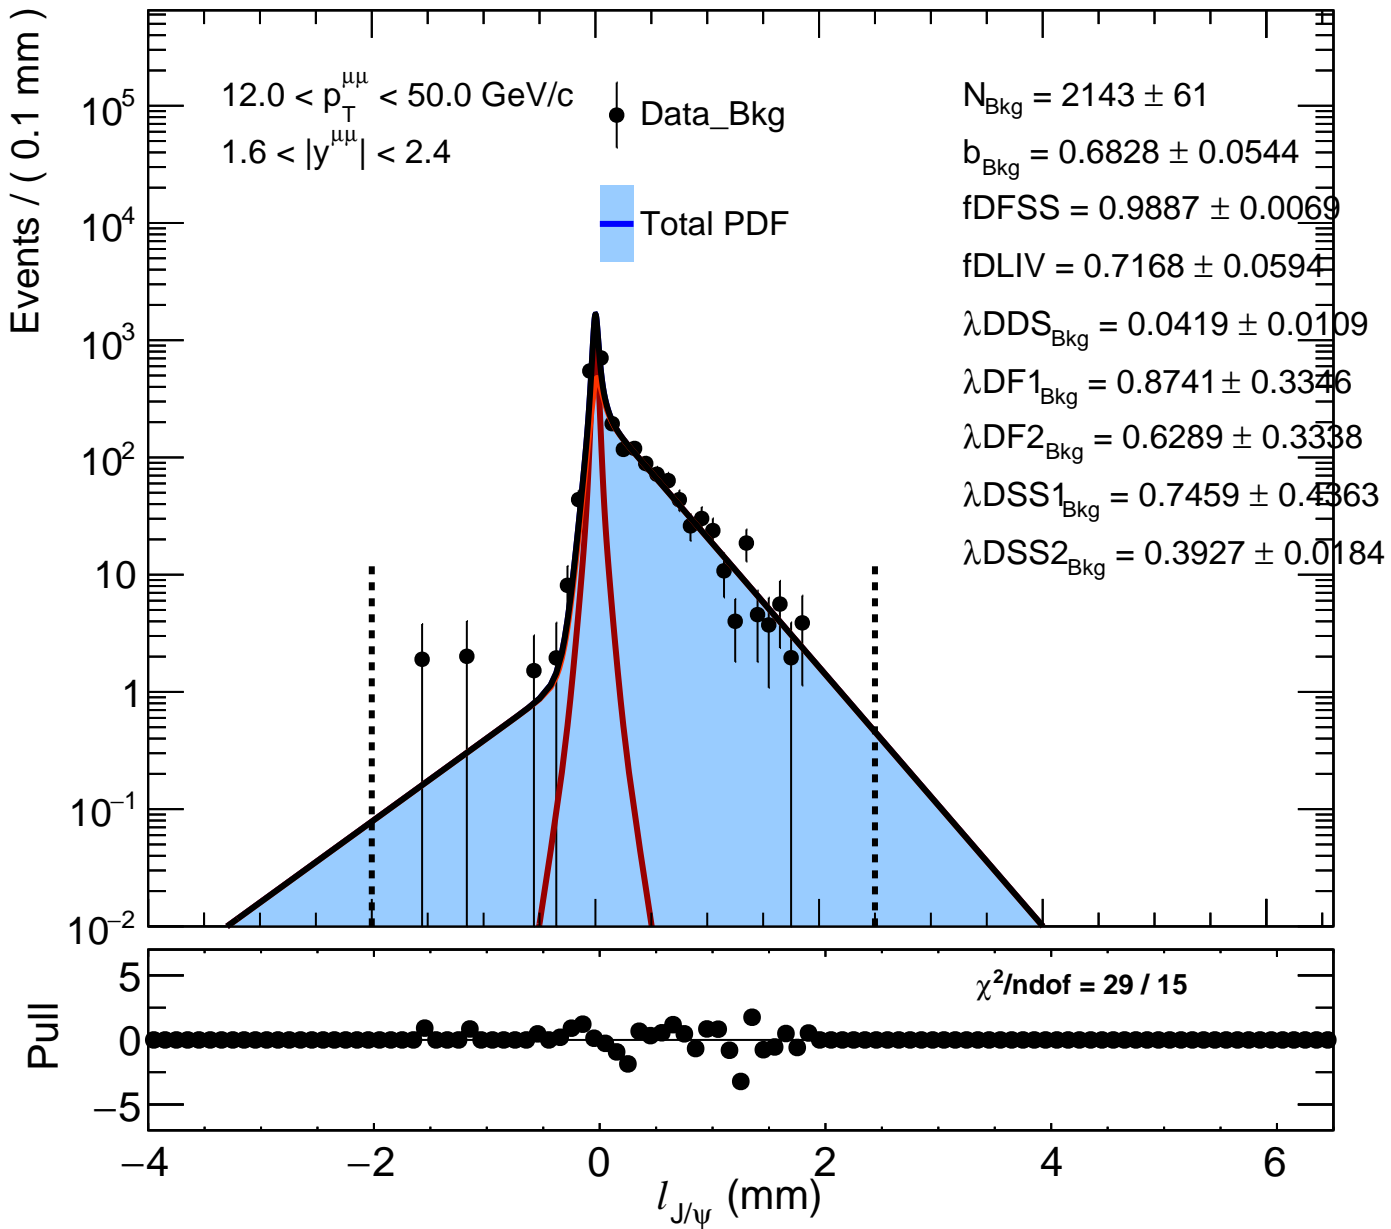 Events / ( 0.1 mm )
12.0 < p_T^μμ < 50.0 GeV/c
1.6 < |y^μμ| < 2.4
Data_Bkg
Total PDF
N_Bkg = 2143 ± 61
b_Bkg = 0.6828 ± 0.0544
fDFSS = 0.9887 ± 0.0069
fDLIV = 0.7168 ± 0.0594
λDDS_Bkg = 0.0419 ± 0.0109
λDF1_Bkg = 0.8741 ± 0.3346
λDF2_Bkg = 0.6289 ± 0.3338
λDSS1_Bkg = 0.7459 ± 0.4363
λDSS2_Bkg = 0.3927 ± 0.0184
10^5
10^4
10^3
10^2
10
1
10^−1
10^−2
Pull
5
0
−5
χ²/ndof = 29 / 15
−4 −2 0 2 4 6
l_J/ψ (mm)